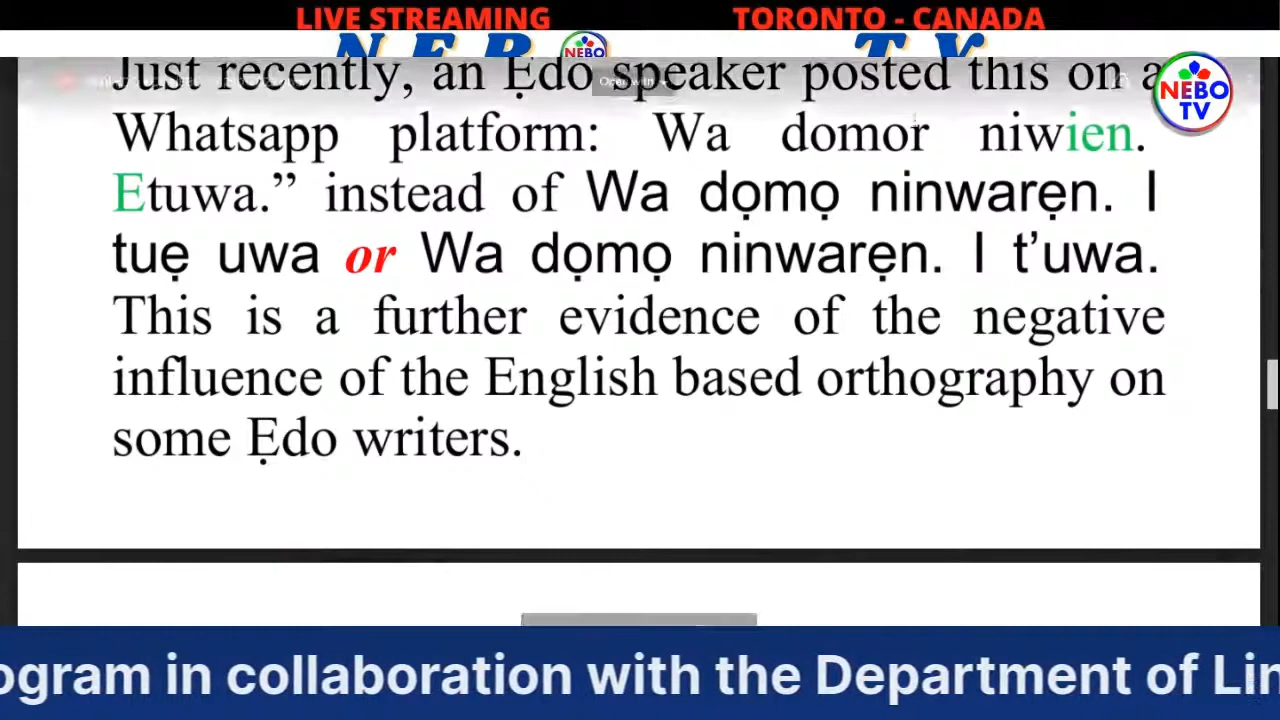 LIVE STREAMING TORONTO - CANADA
NEBO
NEBO
TV
Just recently, an Ẹdo speaker posted this on a
Whatsapp platform: Wa domor niwien.
Etuwa.” instead of Wa dọmọ ninwarẹn. I
tuẹ uwa or Wa dọmọ ninwarẹn. I t’uwa.
This is a further evidence of the negative
influence of the English based orthography on
some Ẹdo writers.
ogram in collaboration with the Department of Lin